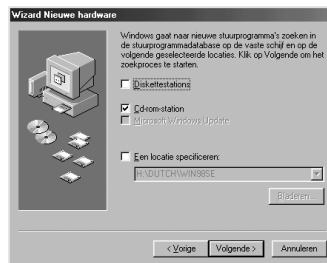 Wizard Nieuwe hardware
Windows gaat naar nieuwe stuurprogramma's zoeken in
de stuurprogrammadatabase op de vaste schijf en op de
volgende geselecteerde locaties. Klik op Volgende om het
zoekproces te starten.
Diskettestations
Cd-rom-station
Microsoft Windows Update
Een locatie specificeren:
H:\DUTCH\WIN98SE
Bladeren...
< Vorige
Volgende >
Annuleren